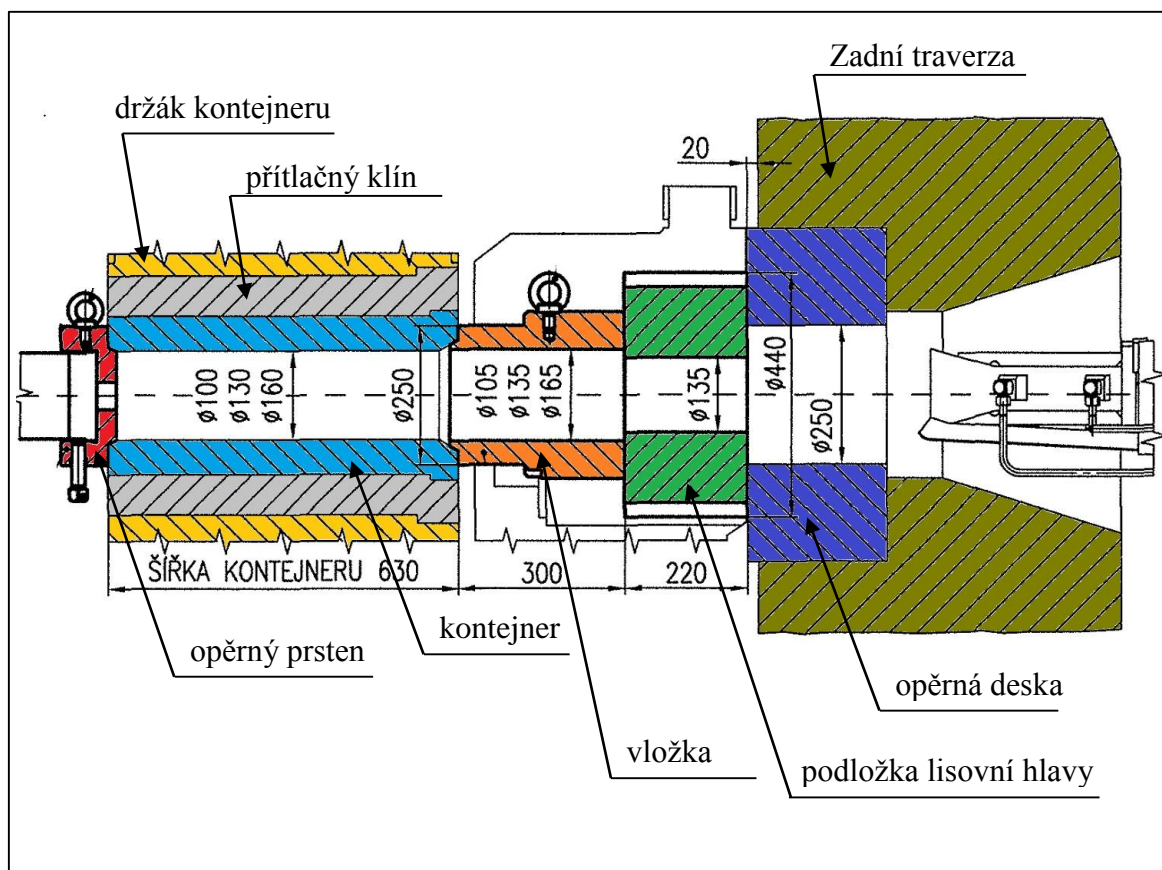 Zadní traverza
držák kontejneru
20
přítlačný klín
ø100
ø130
ø160
ø250
ø105
ø135
ø165
ø135
ø440
ø250
ŠÍŘKA KONTEJNERU 630
300
220
kontejner
opěrný prsten
opěrná deska
vložka
podložka lisovní hlavy